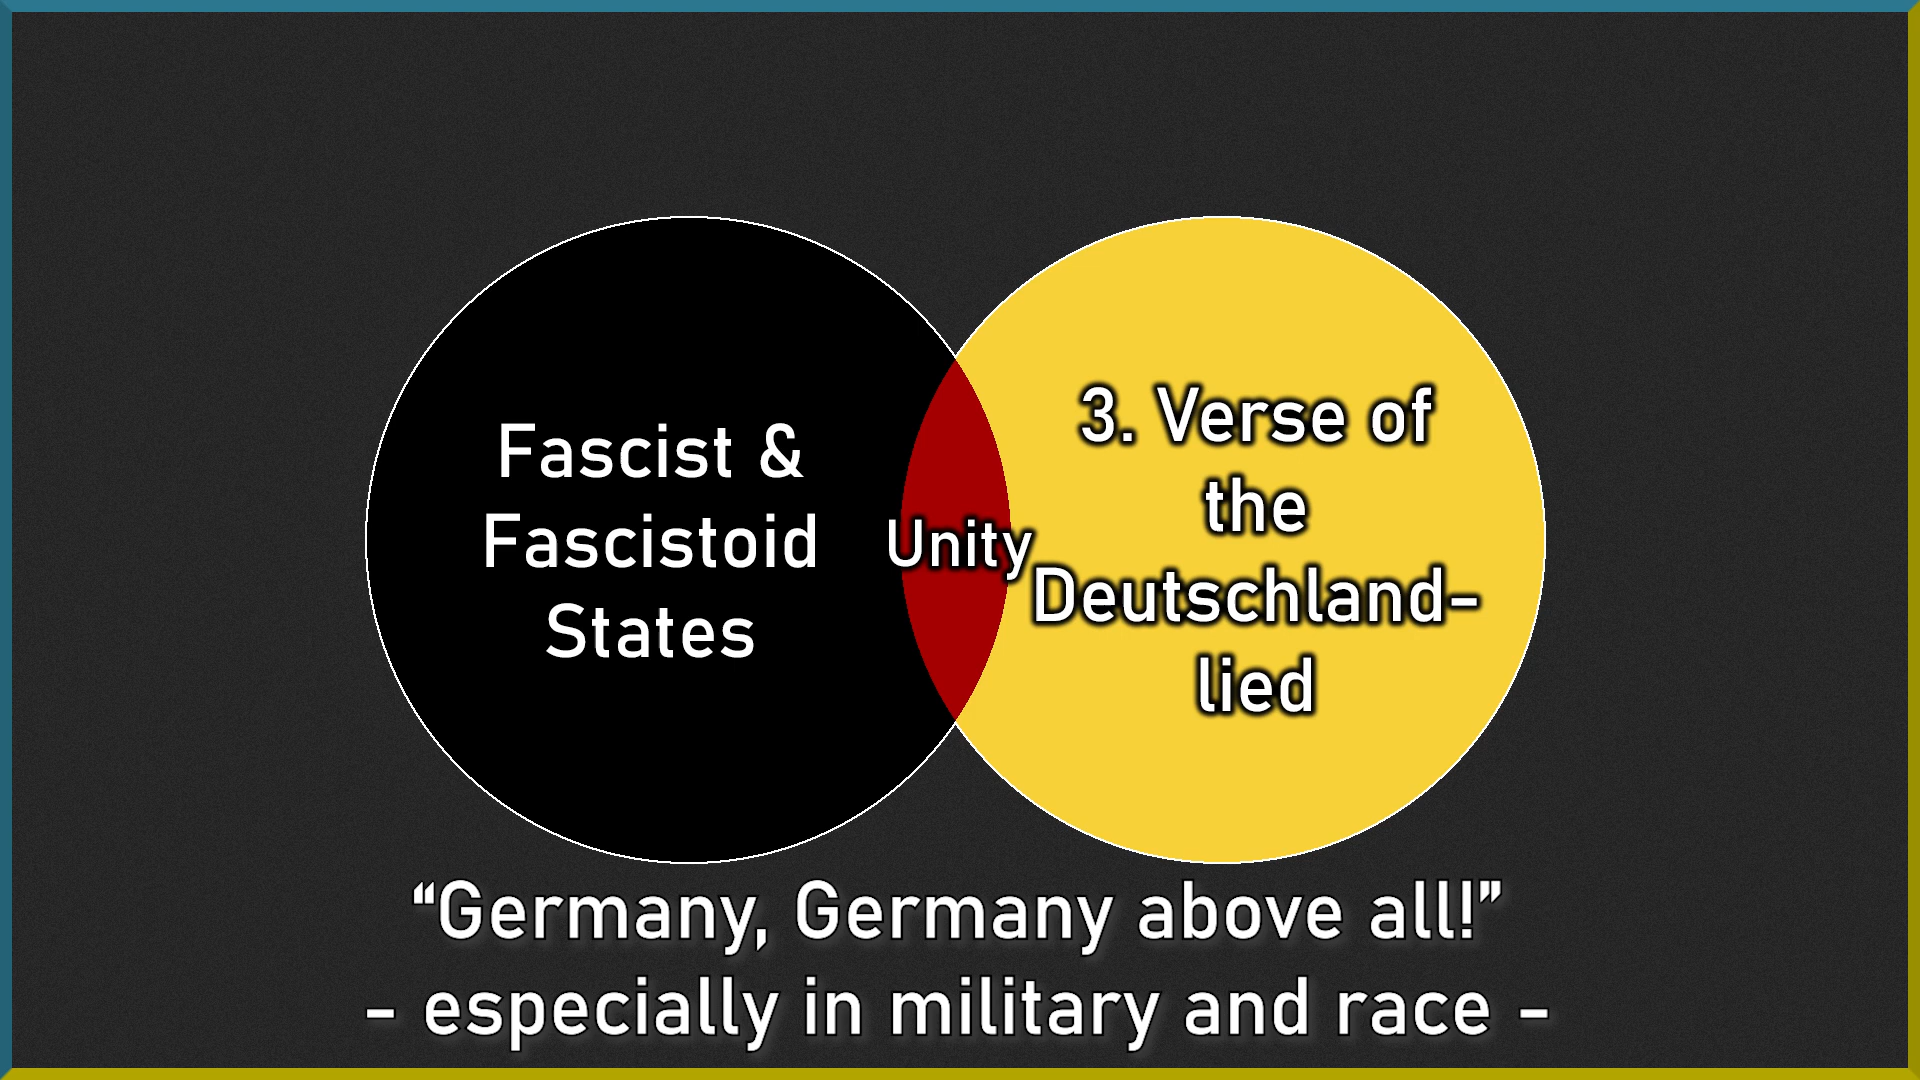 Fascist &
Fascistoid
States
Unity
3. Verse of
the
Deutschland-
lied
“Germany, Germany above all!”
- especially in military and race -